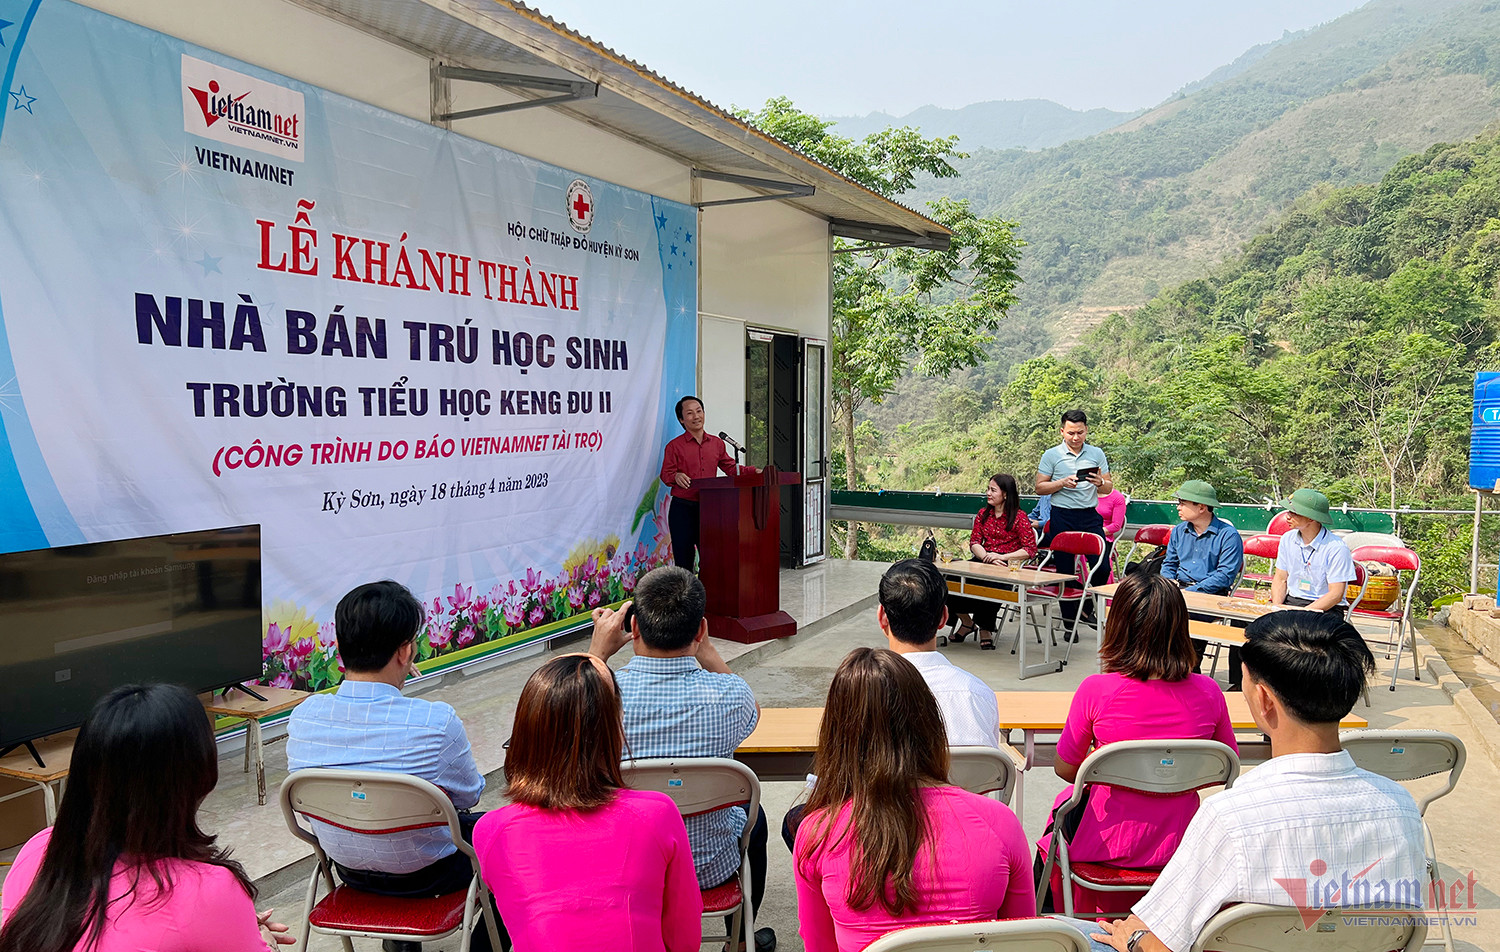 Vietnamnet
VIETNAMNET.VN
VIETNAMNET
HỘI CHỮ THẬP ĐỎ HUYỆN KỲ SƠN
LỄ KHÁNH THÀNH
NHÀ BÁN TRÚ HỌC SINH
TRƯỜNG TIỂU HỌC KENG ĐU II
(CÔNG TRÌNH DO BÁO VIETNAMNET TÀI TRỢ)
Kỳ Sơn, ngày 18 tháng 4 năm 2023
Đăng nhập tài khoản Samsung
Vietnamnet
VIETNAMNET.VN